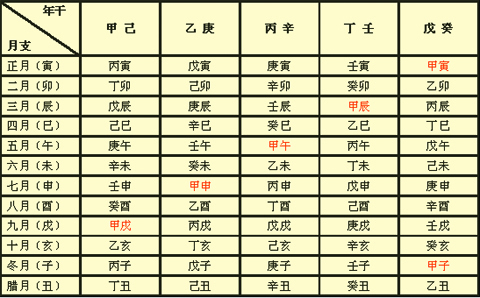 年干
月支
甲 己 乙 庚 丙 辛 丁 壬 戊 癸
正月（寅） 丙寅 戊寅 庚寅 壬寅 甲寅
二月（卯） 丁卯 己卯 辛卯 癸卯 乙卯
三月（辰） 戊辰 庚辰 壬辰 甲辰 丙辰
四月（巳） 己巳 辛巳 癸巳 乙巳 丁巳
五月（午） 庚午 壬午 甲午 丙午 戊午
六月（未） 辛未 癸未 乙未 丁未 己未
七月（申） 壬申 甲申 丙申 戊申 庚申
八月（酉） 癸酉 乙酉 丁酉 己酉 辛酉
九月（戌） 甲戌 丙戌 戊戌 庚戌 壬戌
十月（亥） 乙亥 丁亥 己亥 辛亥 癸亥
冬月（子） 丙子 戊子 庚子 壬子 甲子
腊月（丑） 丁丑 己丑 辛丑 癸丑 乙丑